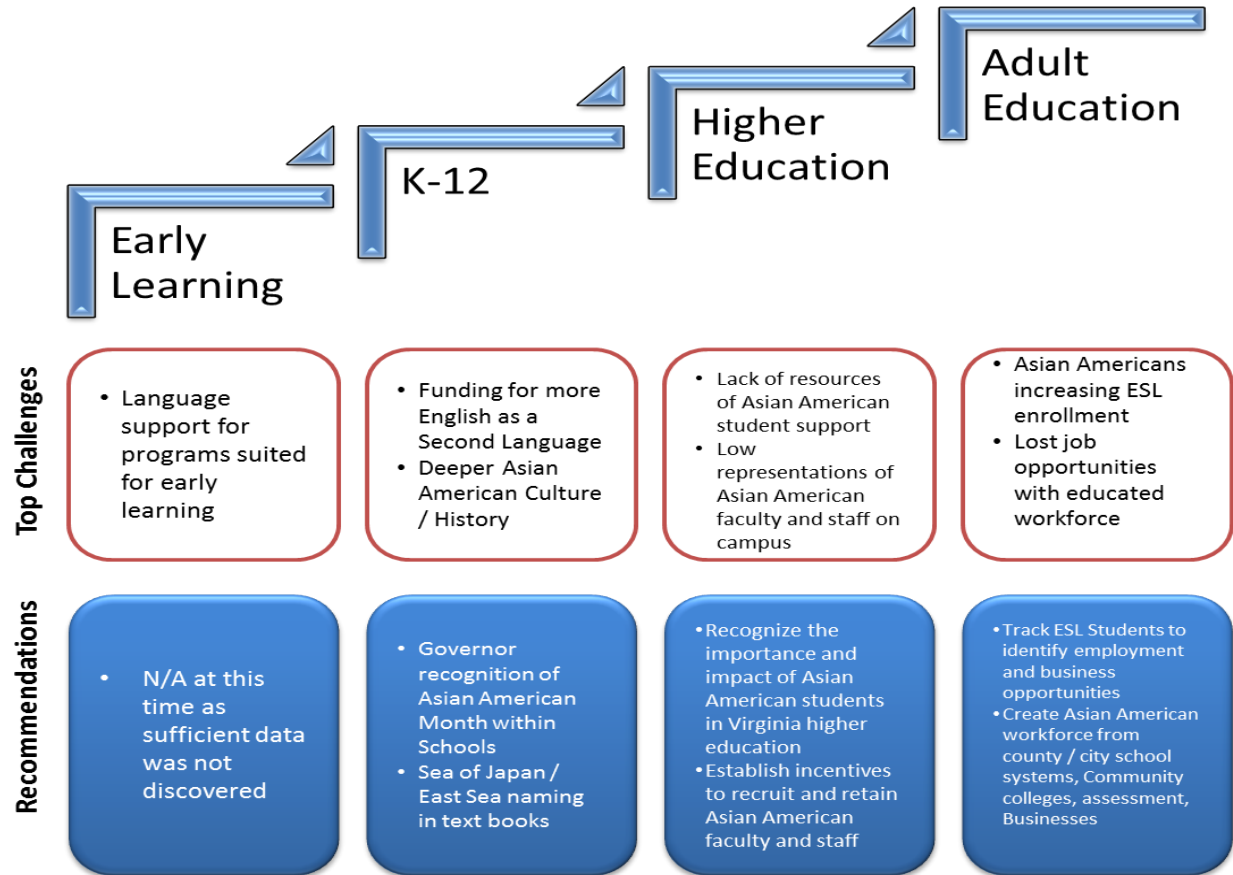 Adult
Education
Higher
Education
K-12
Early
Learning
Top Challenges
• Language
support for
programs suited
for early
learning
• Funding for more
English as a
Second Language
• Deeper Asian
American Culture
/ History
• Lack of resources
of Asian American
student support
• Low
representations of
Asian American
faculty and staff on
campus
• Asian Americans
increasing ESL
enrollment
• Lost job
opportunities
with educated
workforce
Recommendations
• N/A at this
time as
sufficient data
was not
discovered
• Governor
recognition of
Asian American
Month within
Schools
• Sea of Japan /
East Sea naming
in text books
•Recognize the
importance and
impact of Asian
American students
in Virginia higher
education
•Establish incentives
to recruit and retain
Asian American
faculty and staff
•Track ESL Students to
identify employment
and business
opportunities
•Create Asian American
workforce from
county / city school
systems, Community
colleges, assessment,
Businesses